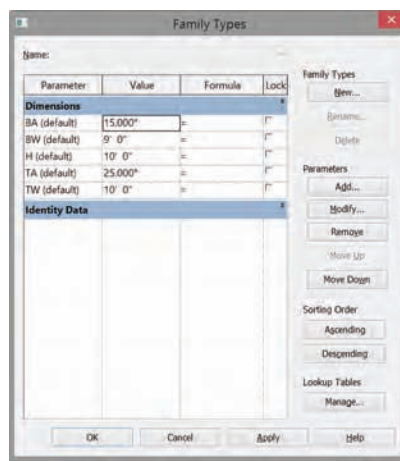 Family Types
Name:
Parameter Value Formula Lock
Dimensions
BA (default) 15.000° =
BW (default) 9' 0" =
H (default) 10' 0" =
TA (default) 25.000° =
TW (default) 10' 0" =
Identity Data
Family Types
New...
Rename...
Delete
Parameters
Add...
Modify...
Remove
Move Up
Move Down
Sorting Order
Ascending
Descending
Lookup Tables
Manage...
OK Cancel Apply Help